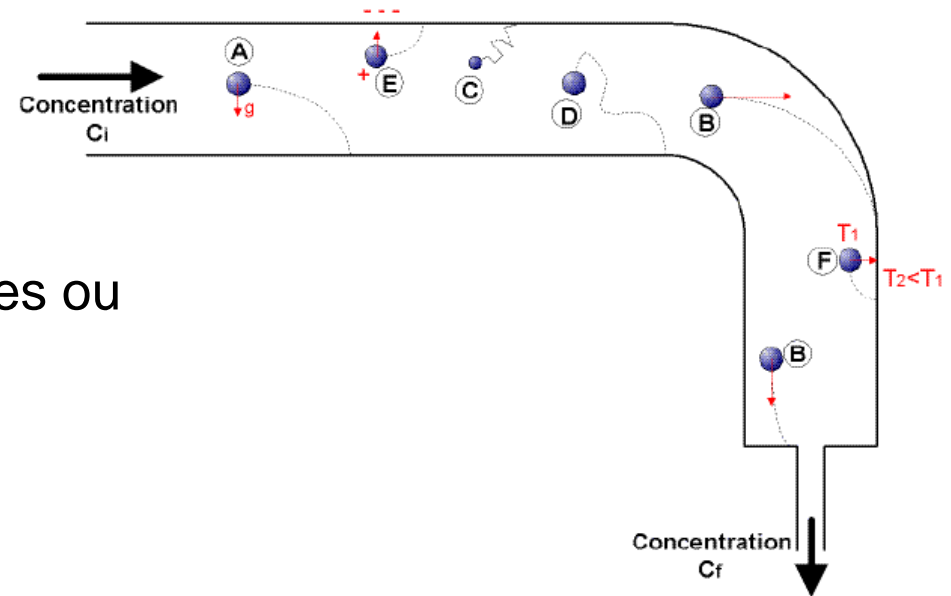 - - -
A
E
+
g
C
D
B
Concentration
Ci
T1
F
T2<T1
es ou
B
Concentration
Cf